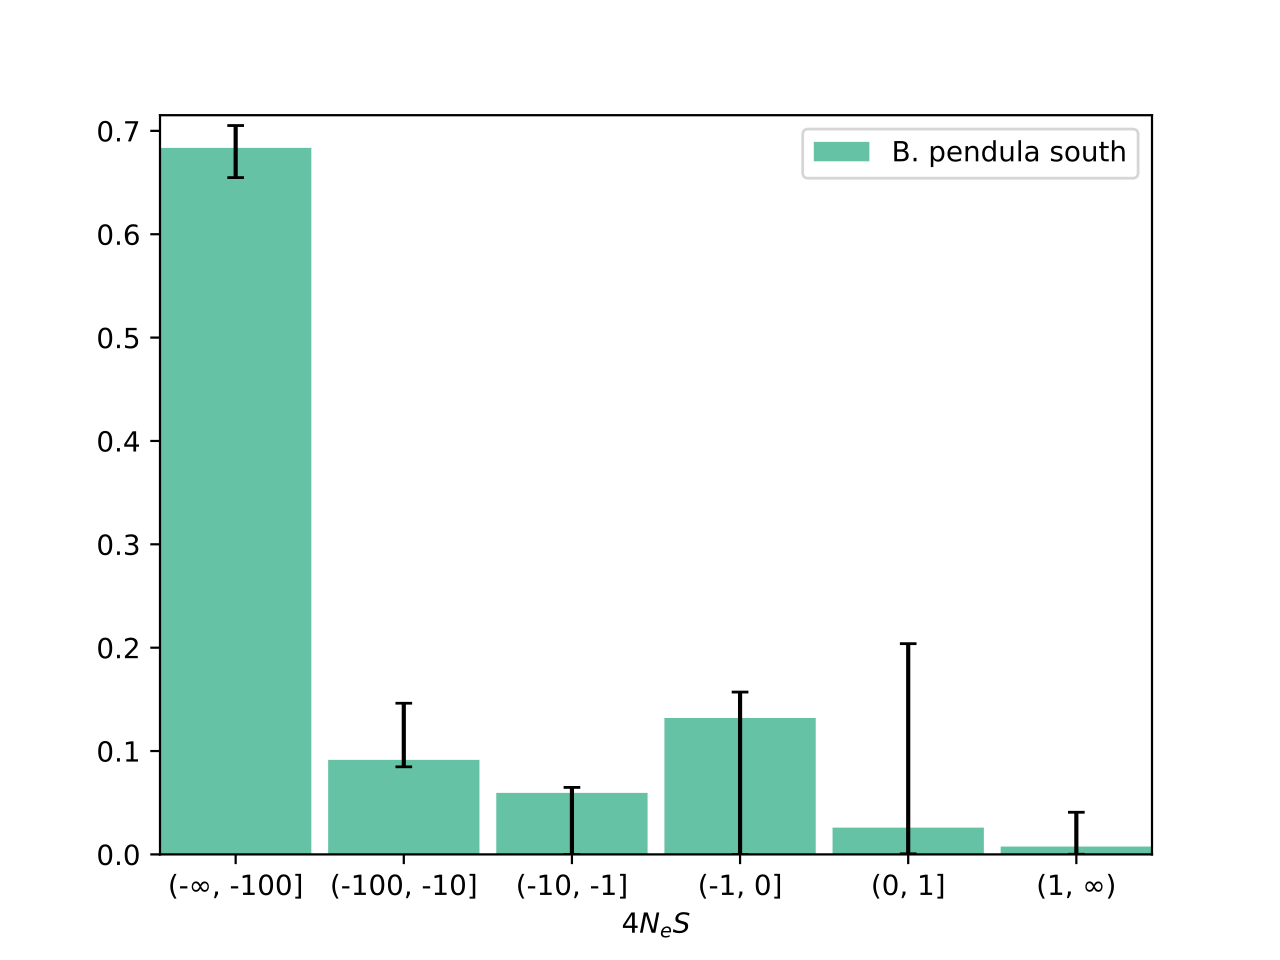 B. pendula south
0.7
0.6
0.5
0.4
0.3
0.2
0.1
0.0
(-∞, -100] (-100, -10] (-10, -1] (-1, 0] (0, 1] (1, ∞)
4NₑS